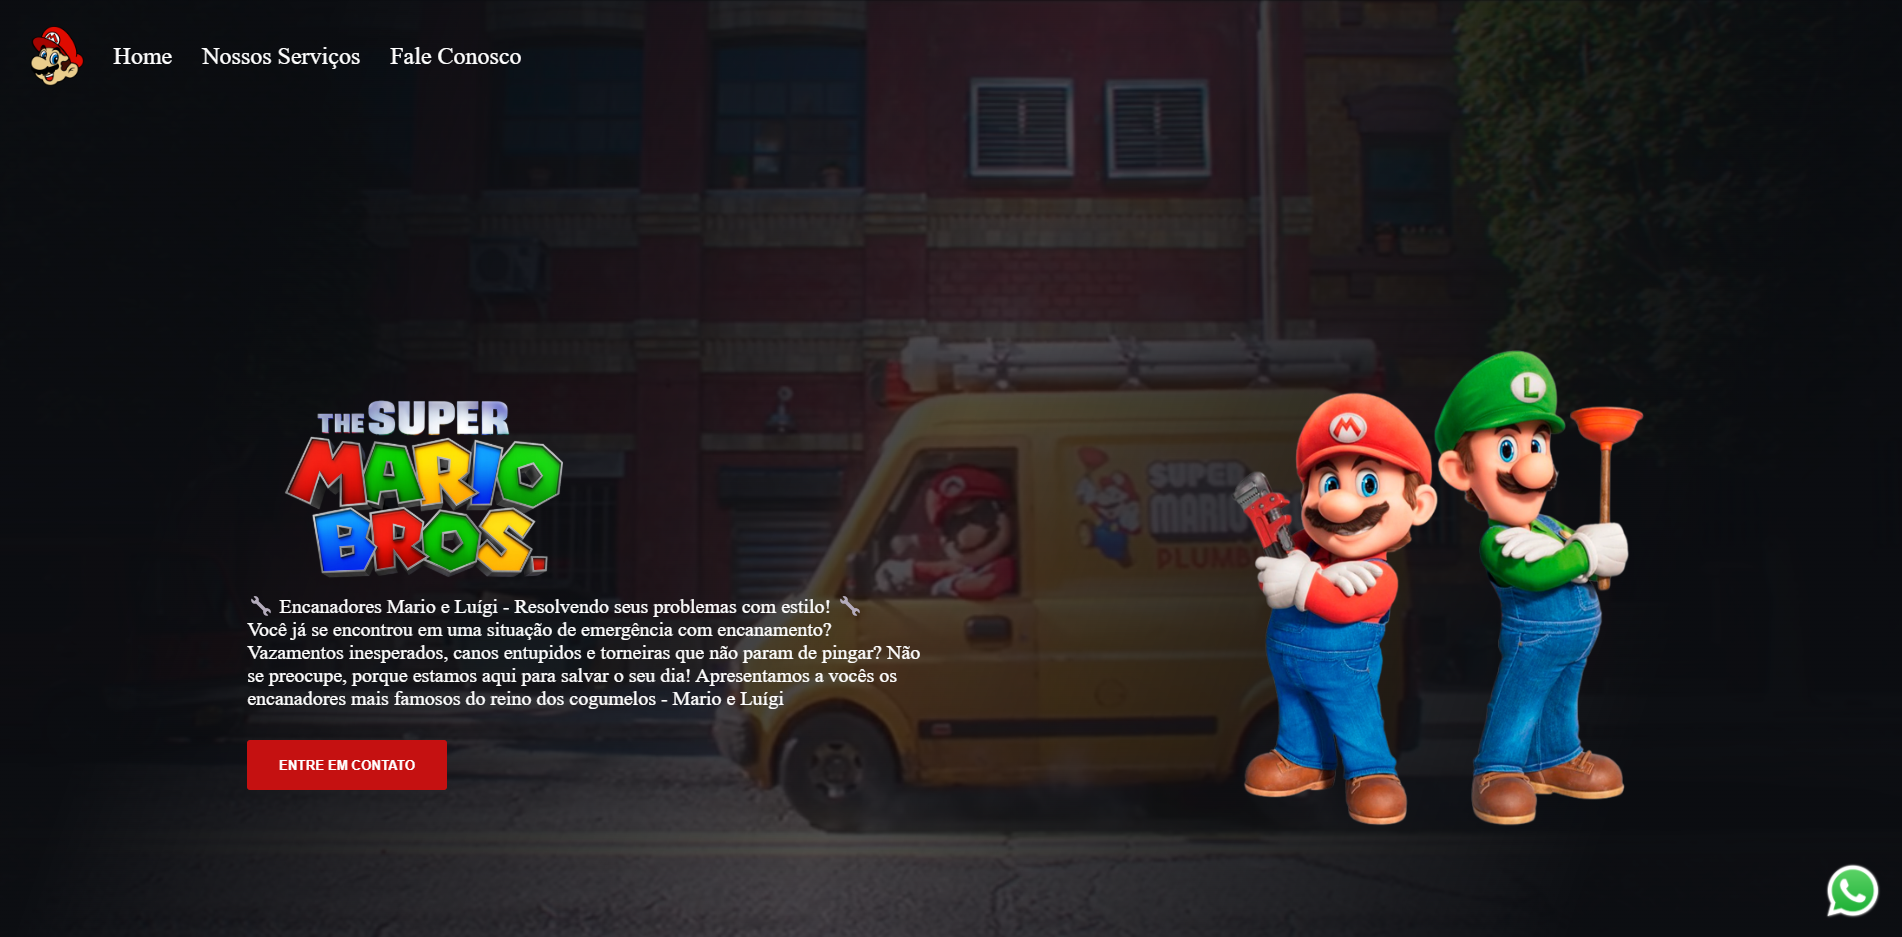 Home Nossos Serviços Fale Conosco
THE SUPER
MARIO
BROS.
SUPER
MARIO
🔧 Encanadores Mario e Luígi - Resolvendo seus problemas com estilo! 🔧
Você já se encontrou em uma situação de emergência com encanamento?
Vazamentos inesperados, canos entupidos e torneiras que não param de pingar? Não
se preocupe, porque estamos aqui para salvar o seu dia! Apresentamos a vocês os
encanadores mais famosos do reino dos cogumelos - Mario e Luígi
ENTRE EM CONTATO
M
L